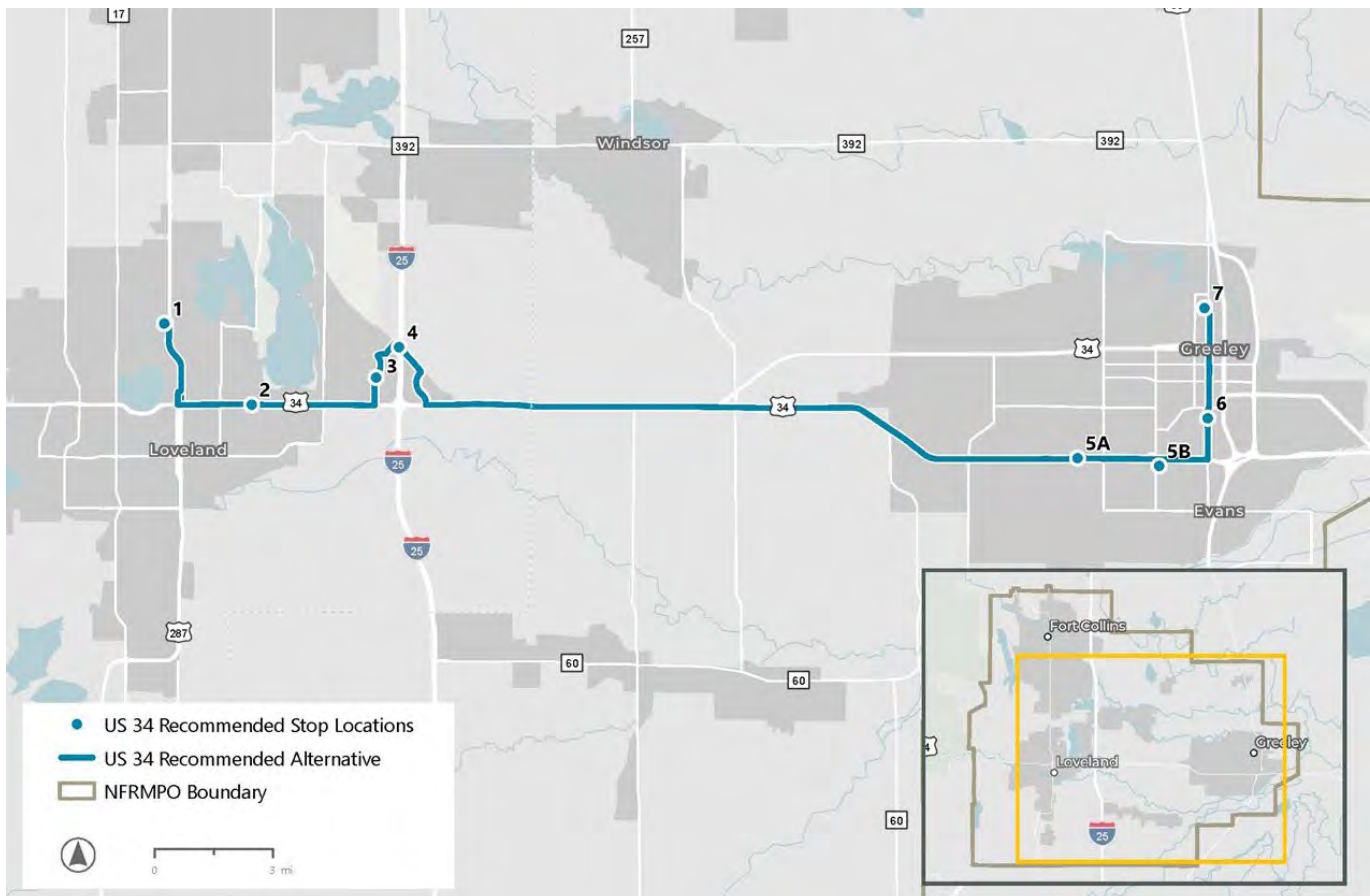 17
257
392
Windsor
392
392
25
1
7
4
34
Greeley
3
2
34
34
6
Loveland
5A
5B
25
Evans
25
287
60
60
60
US 34 Recommended Stop Locations
US 34 Recommended Alternative
NFRMPO Boundary
0
3 mi
Fort Collins
Greeley
Loveland
4
25